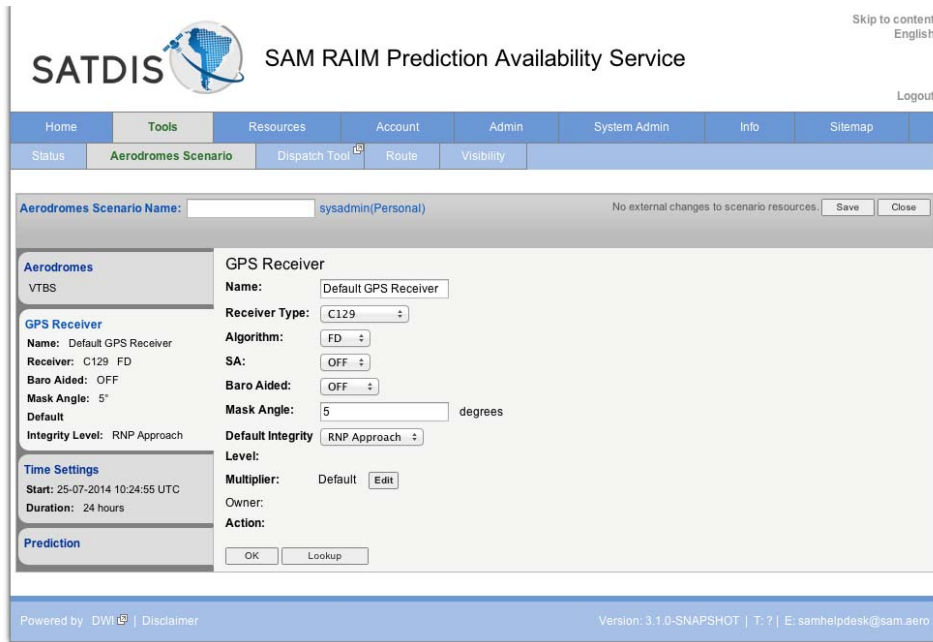 Skip to content
English
SATDIS
SAM RAIM Prediction Availability Service
Logout
Home Tools Resources Account Admin System Admin Info Sitemap
Status Aerodromes Scenario Dispatch Tool Route Visibility
Aerodromes Scenario Name: sysadmin(Personal) No external changes to scenario resources. Save Close
Aerodromes
VTBS
GPS Receiver
Name: Default GPS Receiver
Receiver: C129 FD
Baro Aided: OFF
Mask Angle: 5°
Default
Integrity Level: RNP Approach
Time Settings
Start: 25-07-2014 10:24:55 UTC
Duration: 24 hours
Prediction
GPS Receiver
Name: Default GPS Receiver
Receiver Type: C129
Algorithm: FD
SA: OFF
Baro Aided: OFF
Mask Angle: 5 degrees
Default Integrity RNP Approach
Level:
Multiplier: Default Edit
Owner:
Action:
OK Lookup
Powered by DWI | Disclaimer
Version: 3.1.0-SNAPSHOT | T: ? | E: samhelpdesk@sam.aero